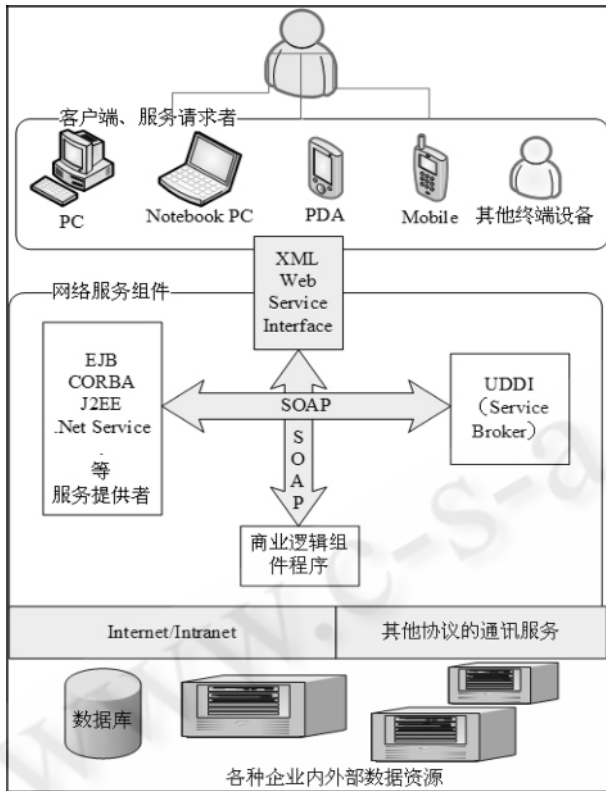 客户端、服务请求者
PC
Notebook PC
PDA
Mobile
其他终端设备
XML
Web
Service
Interface
网络服务组件
EJB
CORBA
J2EE
.Net Service
.
等
服务提供者
SOAP
SOAP
UDDI
(Service
Broker)
商业逻辑组
件程序
Internet/Intranet
其他协议的通讯服务
数据库
各种企业内外部数据资源
www.c-s-a